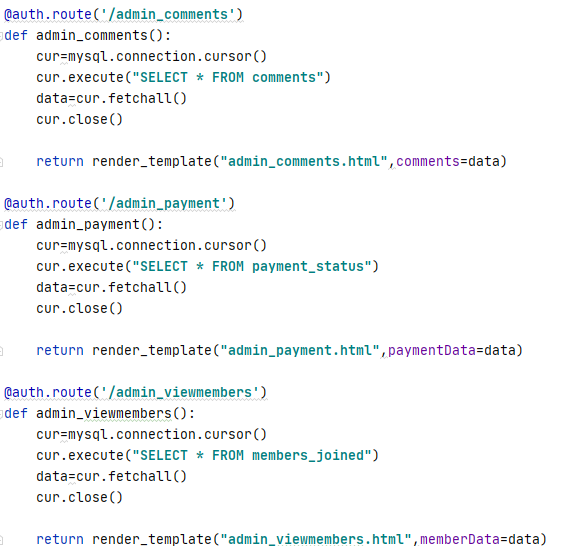 @auth.route('/admin_comments')
def admin_comments():
    cur=mysql.connection.cursor()
    cur.execute("SELECT * FROM comments")
    data=cur.fetchall()
    cur.close()

    return render_template("admin_comments.html",comments=data)

@auth.route('/admin_payment')
def admin_payment():
    cur=mysql.connection.cursor()
    cur.execute("SELECT * FROM payment_status")
    data=cur.fetchall()
    cur.close()

    return render_template("admin_payment.html",paymentData=data)

@auth.route('/admin_viewmembers')
def admin_viewmembers():
    cur=mysql.connection.cursor()
    cur.execute("SELECT * FROM members_joined")
    data=cur.fetchall()
    cur.close()

    return render_template("admin_viewmembers.html",memberData=data)